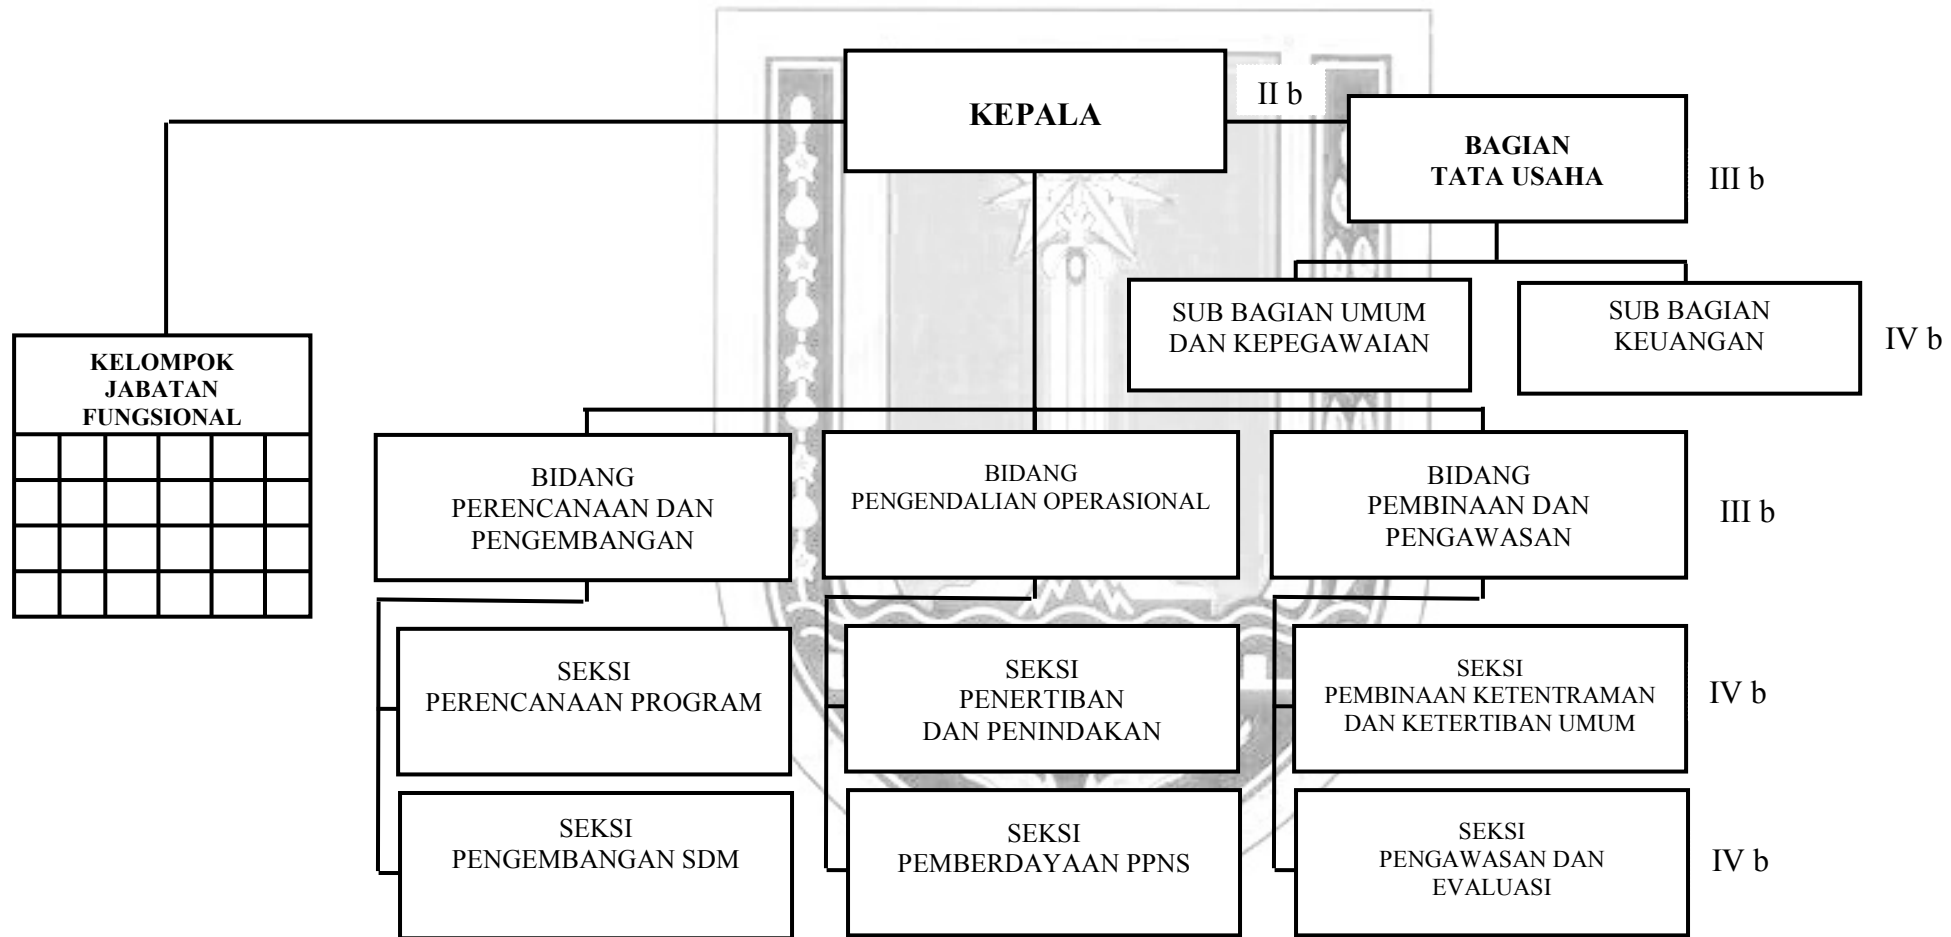 KEPALA
II b
BAGIAN
TATA USAHA
III b
SUB BAGIAN UMUM
DAN KEPEGAWAIAN
SUB BAGIAN
KEUANGAN
IV b
KELOMPOK
JABATAN
FUNGSIONAL
BIDANG
PERENCANAAN DAN
PENGEMBANGAN
BIDANG
PENGENDALIAN OPERASIONAL
BIDANG
PEMBINAAN DAN
PENGAWASAN
III b
SEKSI
PERENCANAAN PROGRAM
SEKSI
PENERTIBAN
DAN PENINDAKAN
SEKSI
PEMBINAAN KETENTRAMAN
DAN KETERTIBAN UMUM
IV b
SEKSI
PENGEMBANGAN SDM
SEKSI
PEMBERDAYAAN PPNS
SEKSI
PENGAWASAN DAN
EVALUASI
IV b